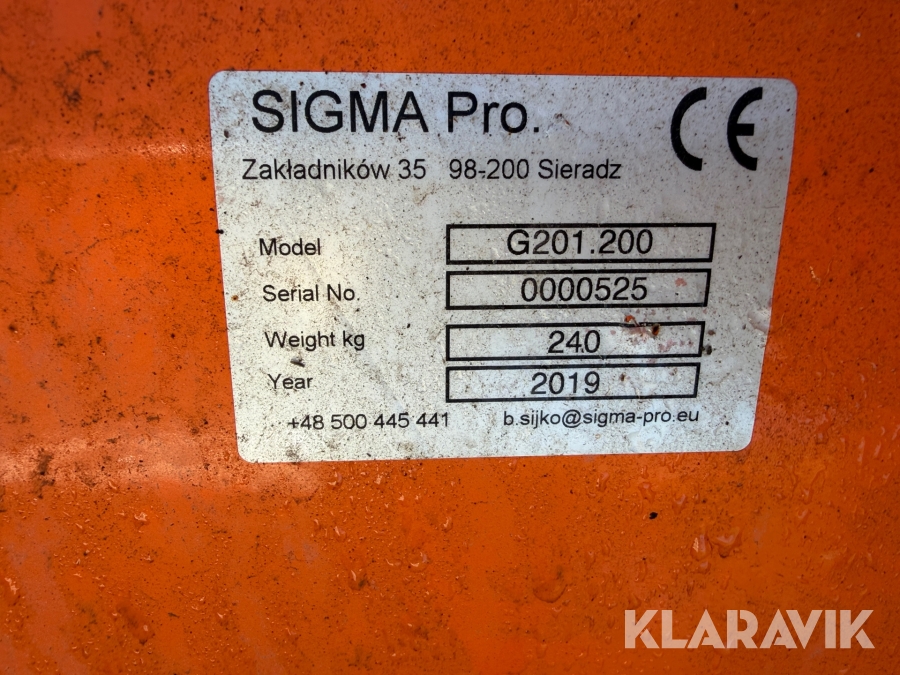 SIGMA Pro.
CE
Zakładników 35 98-200 Sieradz
Model G201.200
Serial No. 0000525
Weight kg 240
Year 2019
+48 500 445 441 b.sijko@sigma-pro.eu
KLARAVIK